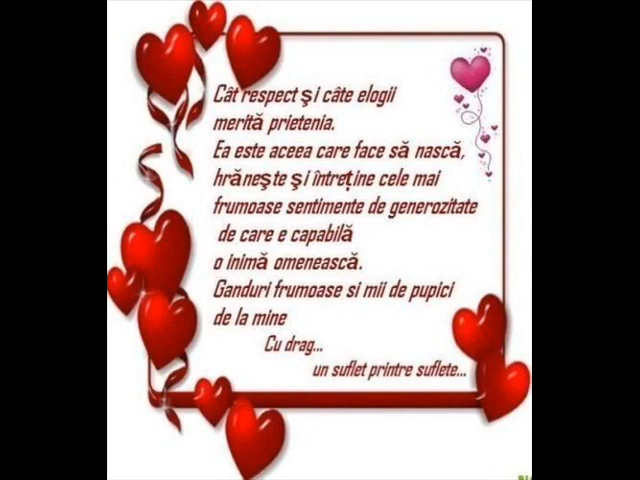 Cât respect şi câte elogii
merită prietenia.
Ea este aceea care face să nască,
hrăneşte şi întreține cele mai
frumoase sentimente de generozitate
de care e capabilă
o inimă omenească.
Ganduri frumoase si mii de pupici
de la mine
Cu drag...
un suflet printre suflete...